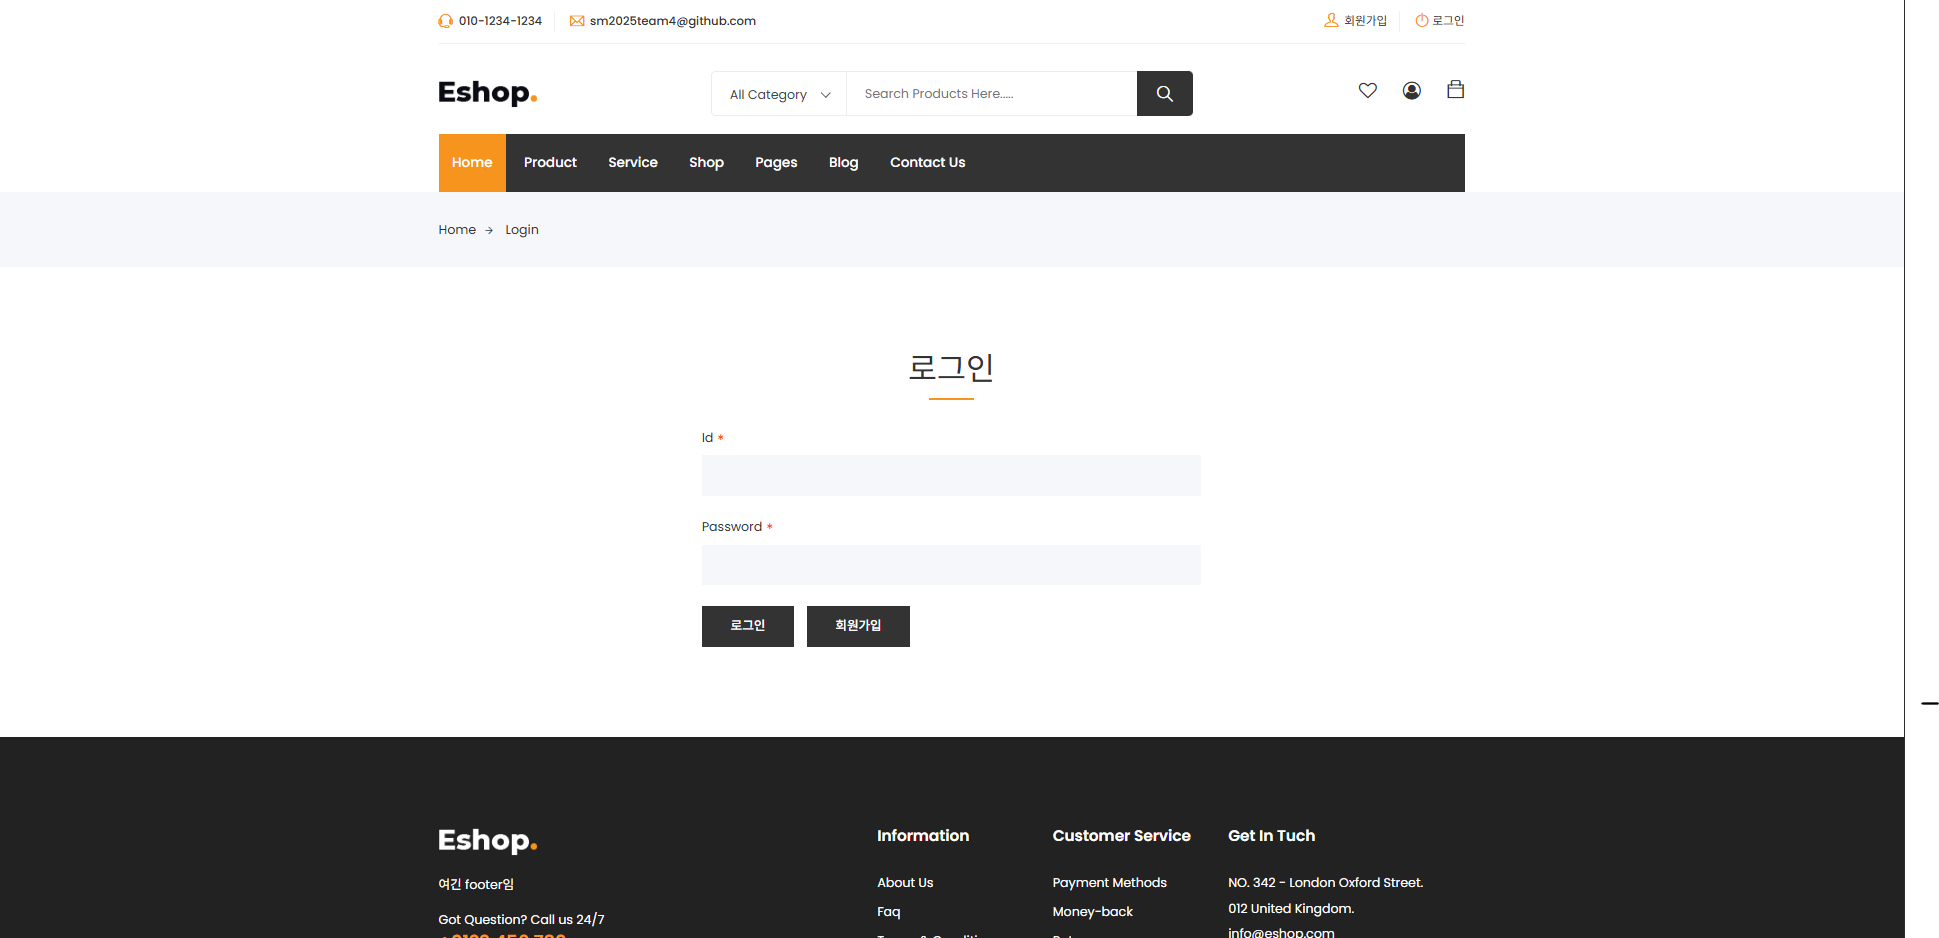 010-1234-1234
sm2025team4@github.com
회원가입
로그인
Eshop.
All Category
Search Products Here.....
Home
Product
Service
Shop
Pages
Blog
Contact Us
Home → Login
로그인
Id *
Password *
로그인
회원가입
Eshop.
여긴 footer임
Got Question? Call us 24/7
Information
About Us
Faq
Customer Service
Payment Methods
Money-back
Get In Tuch
NO. 342 - London Oxford Street.
012 United Kingdom.
info@eshop.com